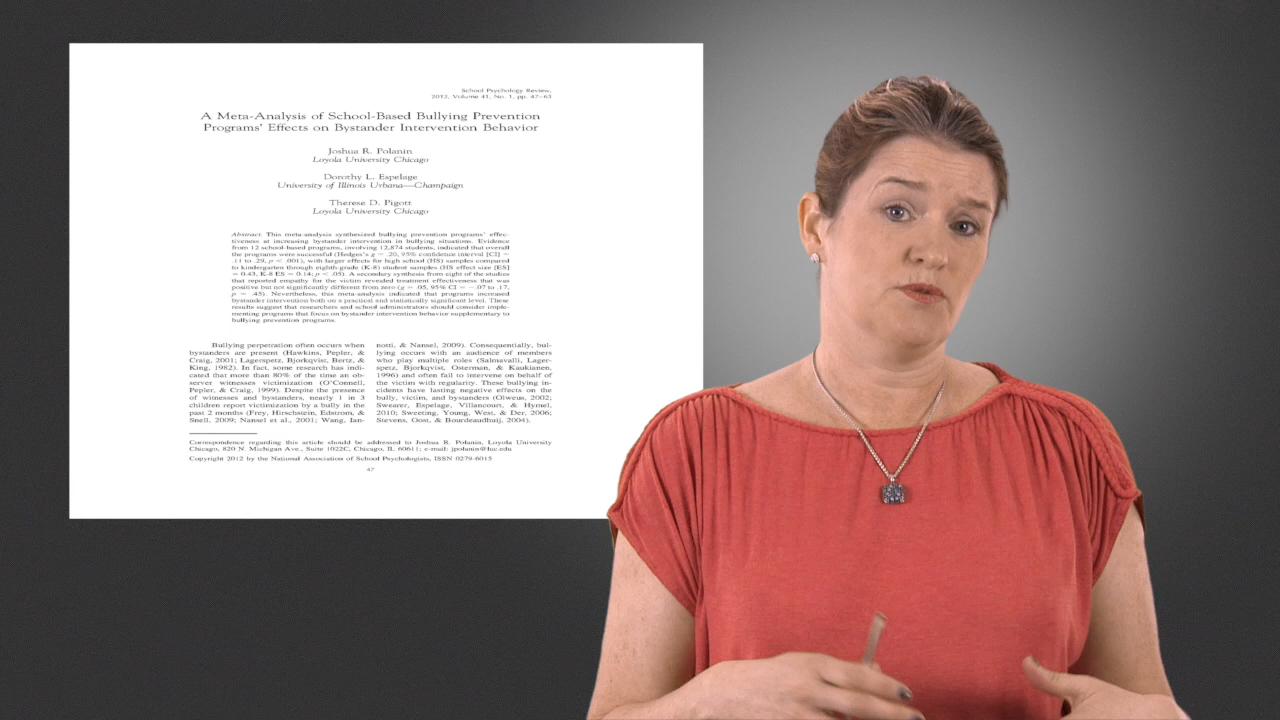 School Psychology Review,
2012, Volume 41, No. 1, pp. 47–65
A Meta-Analysis of School-Based Bullying Prevention
Programs' Effects on Bystander Intervention Behavior
Joshua R. Polanin
Loyola University Chicago
Dorothy L. Espelage
University of Illinois Urbana—Champaign
Therese D. Pigott
Loyola University Chicago
Abstract. This meta-analysis synthesized bullying prevention programs' effec-
tiveness at increasing bystander intervention in bullying situations. Evidence
from 12 school-based programs, involving 12,874 students, indicated that overall
the programs were successful (Hedges's g = .20, 95% confidence interval [CI] =
.11 to .29, p < .001), with larger effects for high school (HS) samples compared
to kindergarten through eighth-grade (K-8) student samples (HS effect size [ES]
= 0.43, K-8 ES = 0.14; p < .05). A secondary synthesis from eight of the studies
that reported empathy for the victim revealed treatment effectiveness that was
positive but not significantly different from zero (g = .05, 95% CI = −.07 to .17,
p = .45). Nevertheless, this meta-analysis indicated that programs increased
bystander intervention both on a practical and statistically significant level. These
results suggest that researchers and school administrators should consider imple-
menting programs that focus on bystander intervention behavior supplementary to
bullying prevention programs.
Bullying perpetration often occurs when
bystanders are present (Hawkins, Pepler, &
Craig, 2001; Lagerspetz, Bjorkqvist, Bertz, &
King, 1982). In fact, some research has indi-
cated that more than 80% of the time an ob-
server witnesses victimization (O'Connell,
Pepler, & Craig, 1999). Despite the presence
of witnesses and bystanders, nearly 1 in 3
children report victimization by a bully in the
past 2 months (Frey, Hirschstein, Edstrom, &
Snell, 2009; Nansel et al., 2001; Wang, Ian-
notti, & Nansel, 2009). Consequentially, bul-
lying occurs with an audience of members
who play multiple roles (Salmavalli, Lager-
spetz, Bjorkqvist, Osterman, & Kaukianen,
1996) and often fail to intervene on behalf of
the victim with regularity. These bullying in-
cidents have lasting negative effects on the
bully, victim, and bystanders (Olweus, 2002;
Swearer, Espelage, Villancourt, & Hymel,
2010; Sweeting, Young, West, & Der, 2006;
Stevens, Oost, & Bourdeaudhuij, 2004).
Correspondence regarding this article should be addressed to Joshua R. Polanin, Loyola University
Chicago, 820 N. Michigan Ave., Suite 1022C, Chicago, IL 60611; e-mail: jpolanin@luc.edu
Copyright 2012 by the National Association of School Psychologists, ISSN 0279-6015
47